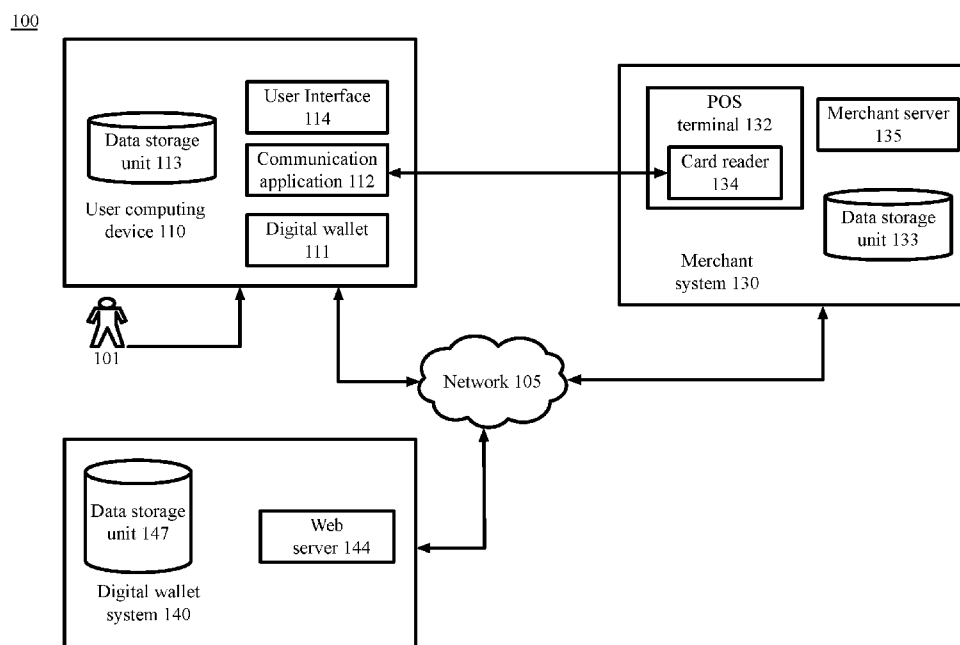 100
User Interface
114
Data storage
unit 113
Communication
application 112
User computing
device 110
Digital wallet
111
101
POS
terminal 132
Card reader
134
Merchant server
135
Data storage
unit 133
Merchant
system 130
Network 105
Data storage
unit 147
Web
server 144
Digital wallet
system 140